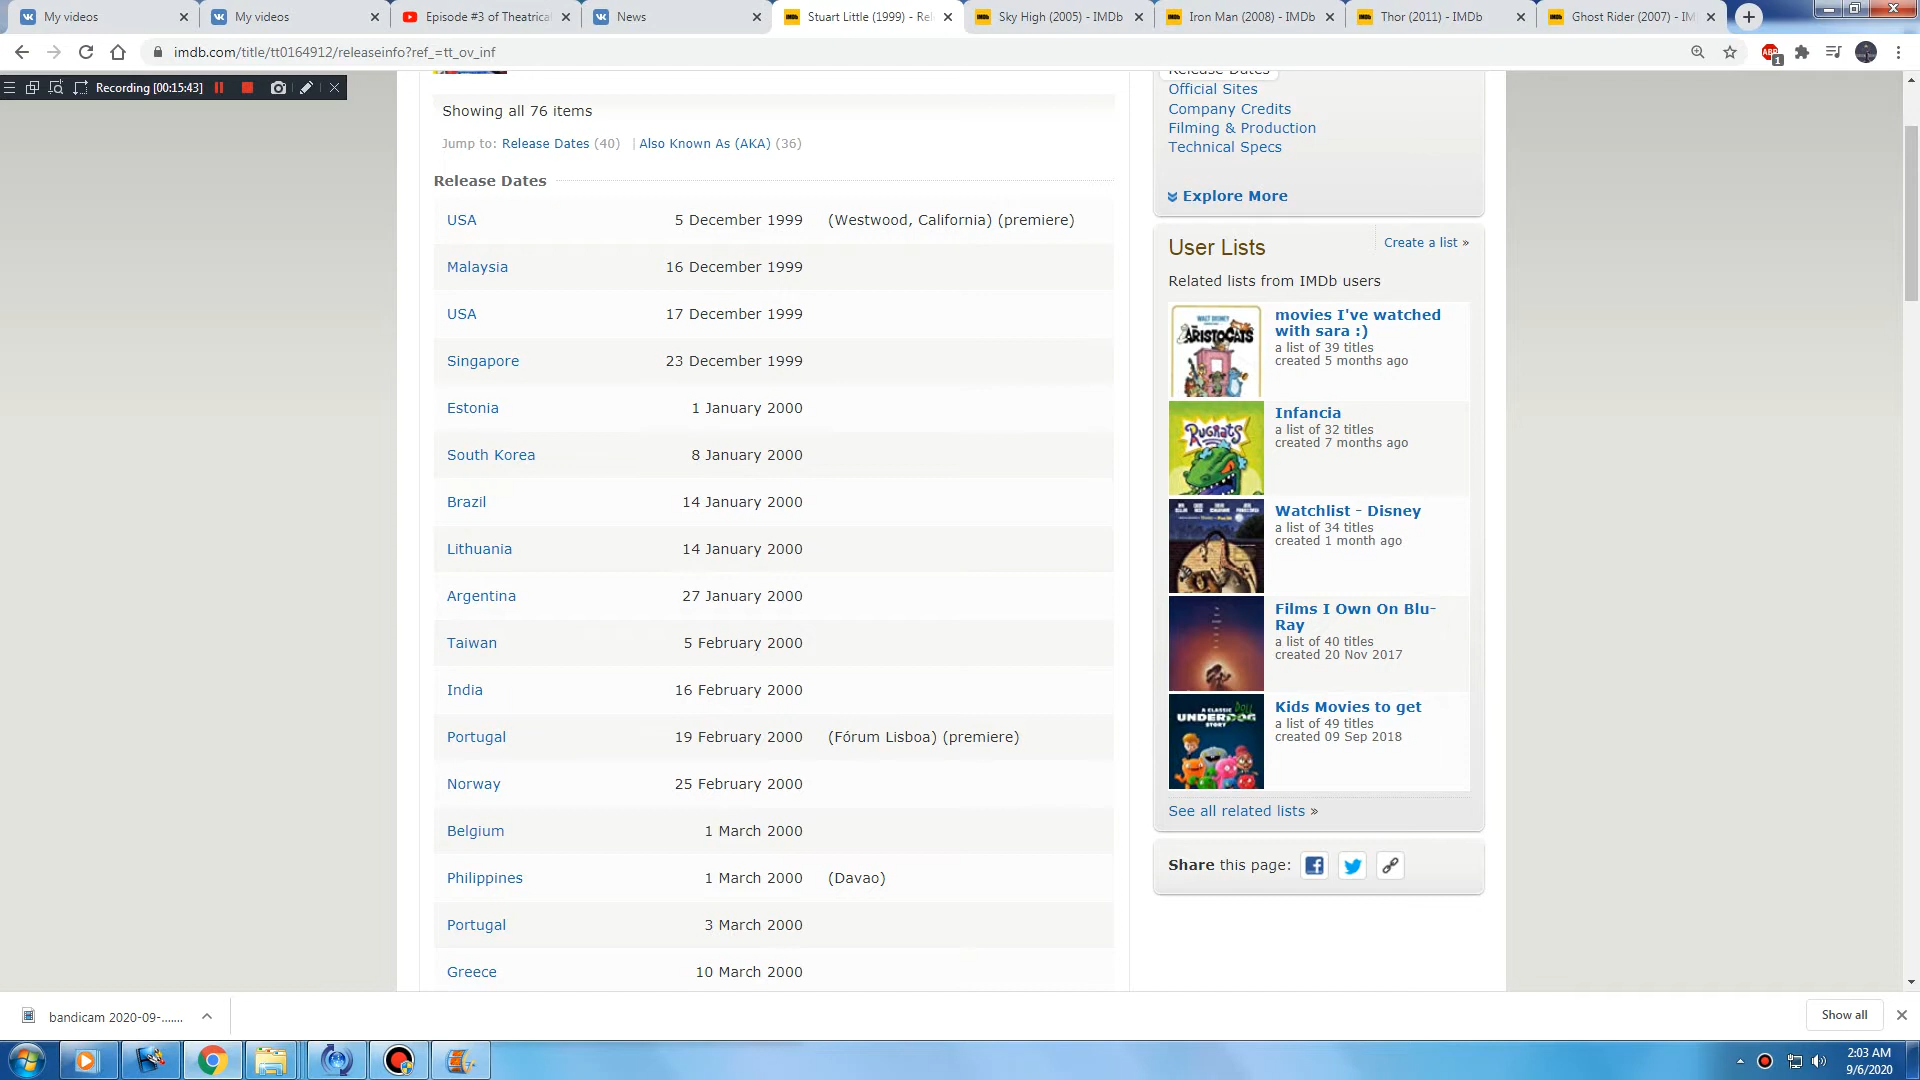 My videos
My videos
Episode #3 of Theatrical
News
Stuart Little (1999) - Rel
Sky High (2005) - IMDb
Iron Man (2008) - IMDb
Thor (2011) - IMDb
Ghost Rider (2007) - IM
imdb.com/title/tt0164912/releaseinfo?ref_=tt_ov_inf
ABP
1
Recording [00:15:43]
Showing all 76 items
Jump to: Release Dates (40) | Also Known As (AKA) (36)
Release Dates
USA 5 December 1999 (Westwood, California) (premiere)
Malaysia 16 December 1999
USA 17 December 1999
Singapore 23 December 1999
Estonia 1 January 2000
South Korea 8 January 2000
Brazil 14 January 2000
Lithuania 14 January 2000
Argentina 27 January 2000
Taiwan 5 February 2000
India 16 February 2000
Portugal 19 February 2000 (Fórum Lisboa) (premiere)
Norway 25 February 2000
Belgium 1 March 2000
Philippines 1 March 2000 (Davao)
Portugal 3 March 2000
Greece 10 March 2000
Release Dates
Official Sites
Company Credits
Filming & Production
Technical Specs
Explore More
User Lists
Create a list »
Related lists from IMDb users
WALT DISNEY
ARISTOCATS
movies I've watched
with sara :)
a list of 39 titles
created 5 months ago
RUGRATS
Infancia
a list of 32 titles
created 7 months ago
Watchlist - Disney
a list of 34 titles
created 1 month ago
Films I Own On Blu-
Ray
a list of 40 titles
created 20 Nov 2017
A CLASSIC
UNDERDOG
STORY
Kids Movies to get
a list of 49 titles
created 09 Sep 2018
See all related lists »
Share this page:
bandicam 2020-09-......
Show all
2:03 AM
9/6/2020